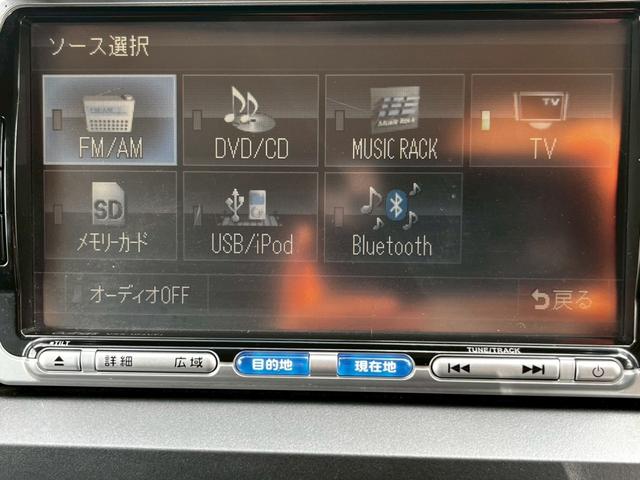 ソース選択
TV
FM/AM
DVD/CD
MUSIC RACK
TV
SD
メモリーカード
USB/iPod
Bluetooth
オーディオOFF
戻る
TILT
TUNE/TRACK
詳細 広域
目的地
現在地